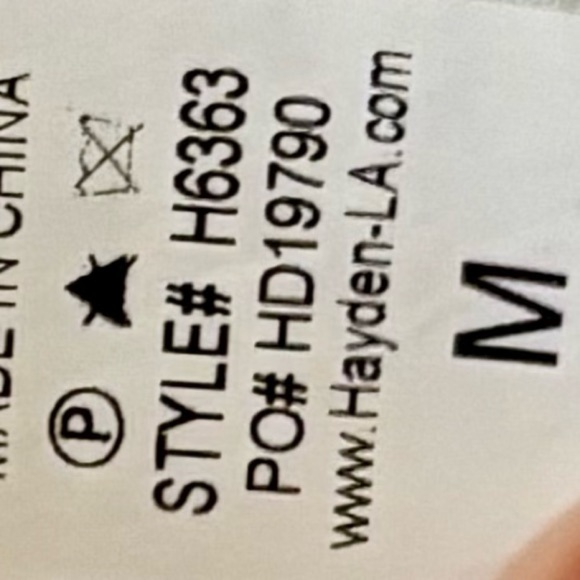 MADE IN CHINA
P
STYLE# H6363
PO# HD19790
www.Hayden-LA.com
M